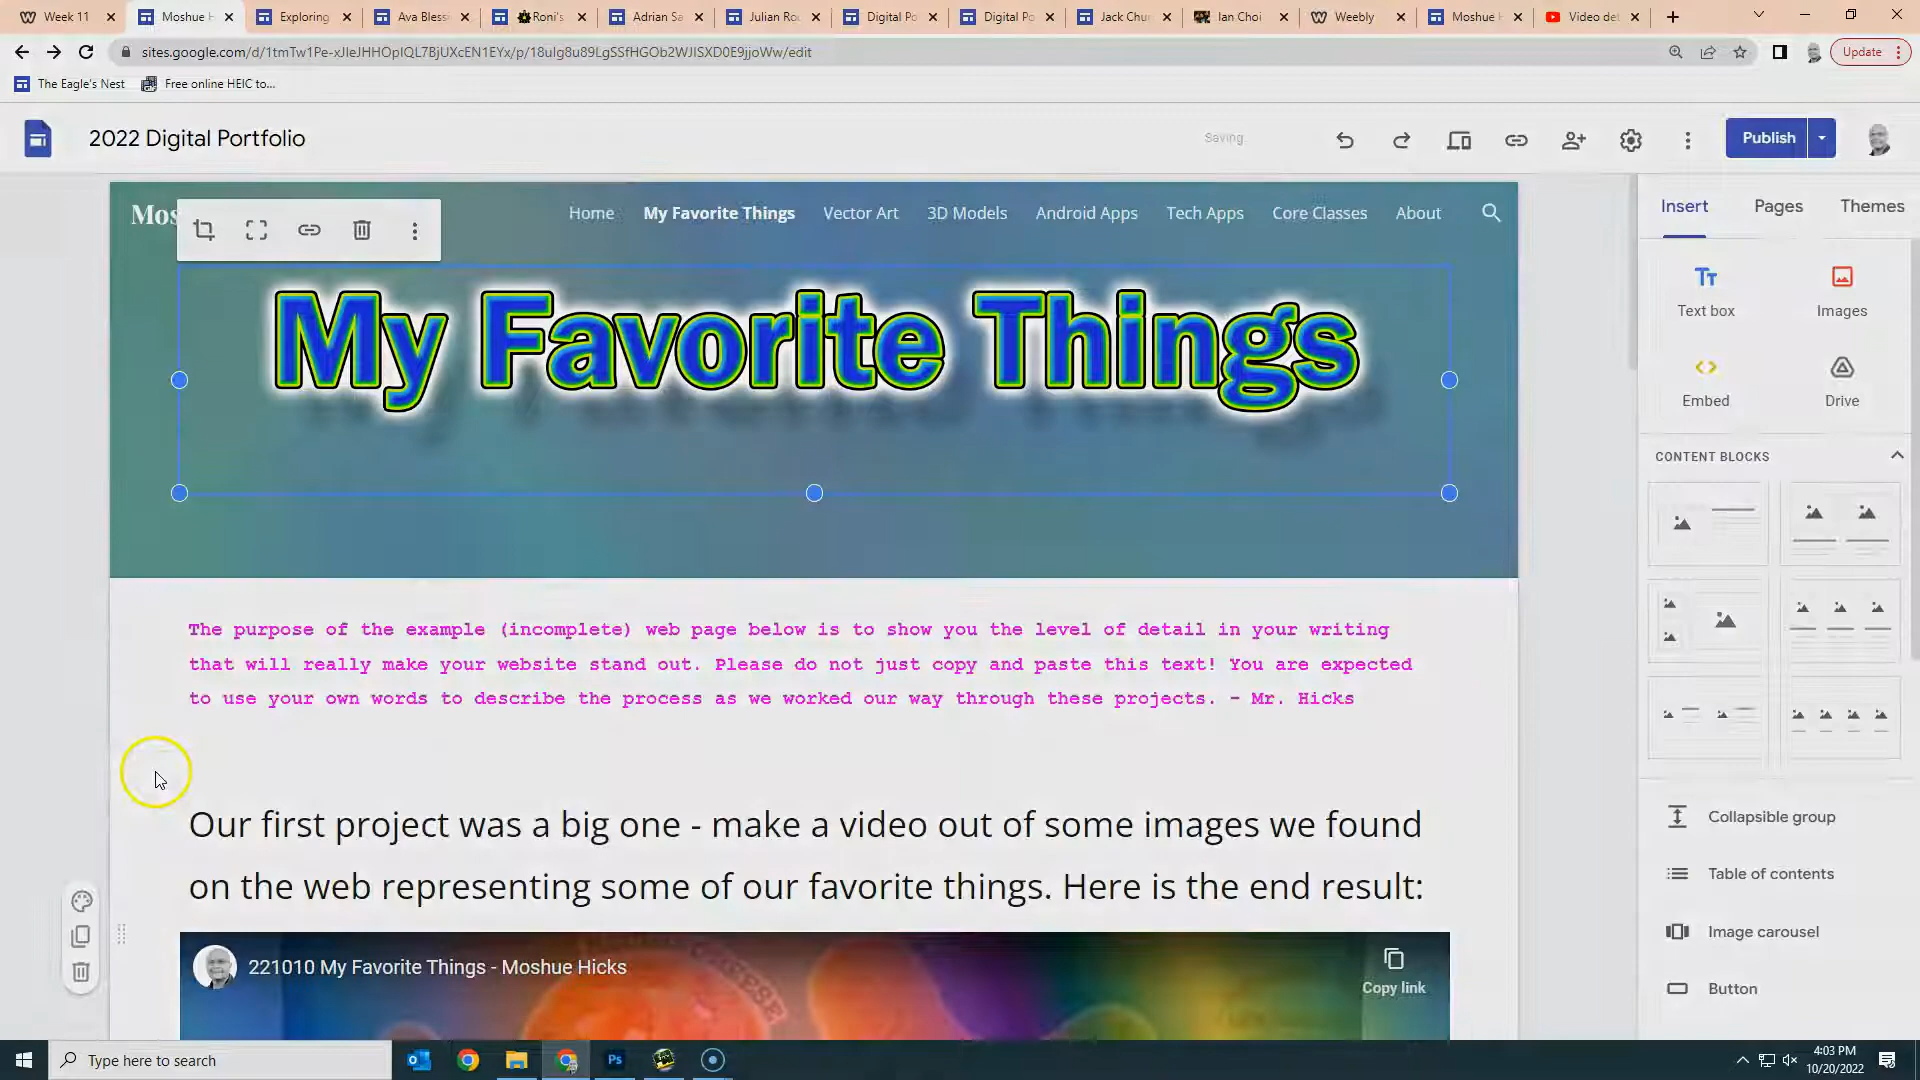 Week 11
Moshue H
Exploring
Ava Bless
Roni's
Adrian Sa
Julian Ro
Digital Po
Digital Po
Jack Chur
Ian Choi
Weebly
Moshue H
Video det
sites.google.com/d/1tmTw1Pe-xJIeJHHOpIQL7BjUXcEN1EYx/p/18ulg8u89LgSSfHGOb2WJISXD0E9jjoWw/edit
Update
The Eagle's Nest
Free online HEIC to...
2022 Digital Portfolio
Saving...
Publish
Mos
Home
My Favorite Things
Vector Art
3D Models
Android Apps
Tech Apps
Core Classes
About
Insert
Pages
Themes
My Favorite Things
Text box
Images
Embed
Drive
CONTENT BLOCKS
The purpose of the example (incomplete) web page below is to show you the level of detail in your writing
that will really make your website stand out. Please do not just copy and paste this text! You are expected
to use your own words to describe the process as we worked our way through these projects. - Mr. Hicks
Our first project was a big one - make a video out of some images we found
on the web representing some of our favorite things. Here is the end result:
Collapsible group
Table of contents
Image carousel
Button
221010 My Favorite Things - Moshue Hicks
Copy link
Type here to search
Ps
4:03 PM
10/20/2022